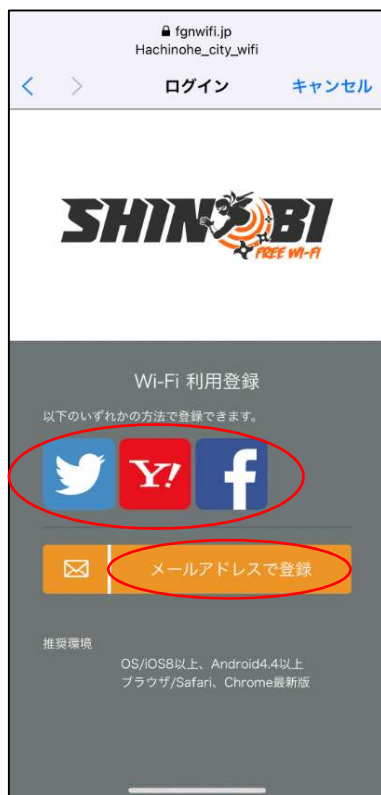 fgnwifi.jp
Hachinohe_city_wifi
ログイン
キャンセル
SHINOBI
FREE WI-FI
Wi-Fi 利用登録
以下のいずれかの方法で登録できます。
Y!
f
メールアドレスで登録
推奨環境
OS/iOS8以上、Android4.4以上
ブラウザ/Safari、Chrome最新版